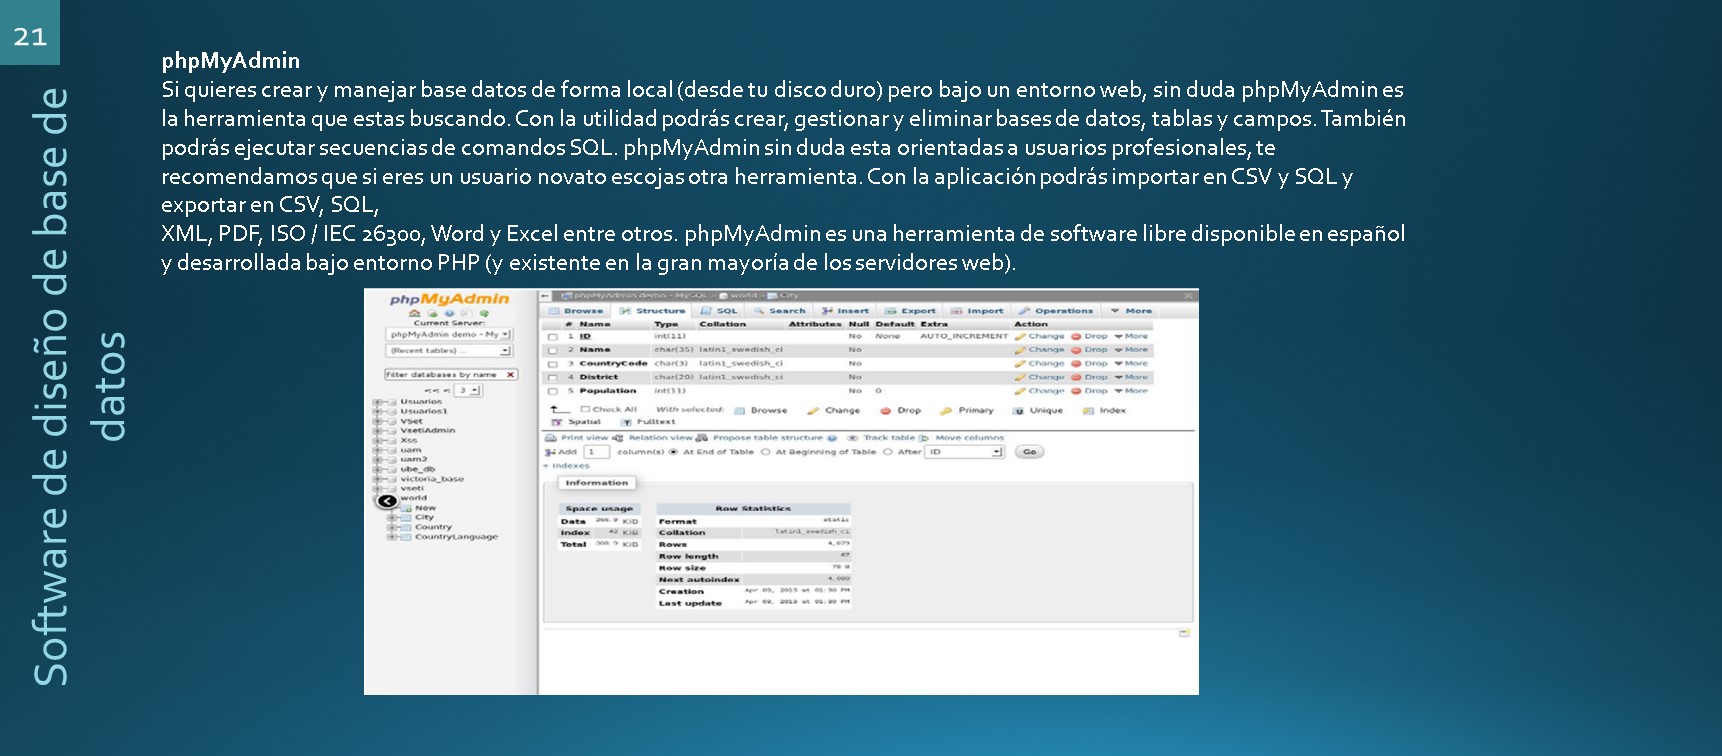 21
Software de diseño de base de
datos
phpMyAdmin
Si quieres crear y manejar base datos de forma local (desde tu disco duro) pero bajo un entorno web, sin duda phpMyAdmin es
la herramienta que estas buscando. Con la utilidad podrás crear, gestionar y eliminar bases de datos, tablas y campos. También
podrás ejecutar secuencias de comandos SQL. phpMyAdmin sin duda esta orientadas a usuarios profesionales, te
recomendamos que si eres un usuario novato escojas otra herramienta. Con la aplicación podrás importar en CSV y SQL y
exportar en CSV, SQL,
XML, PDF, ISO / IEC 26300, Word y Excel entre otros. phpMyAdmin es una herramienta de software libre disponible en español
y desarrollada bajo entorno PHP (y existente en la gran mayoría de los servidores web).
phpMyAdmin
Current Server:
phpMyAdmin demo - My
(Recent tables) ...
filter databases by name X
<< < 3
Usuarios
Usuarios1
VSet
VsetiAdmin
Xss
uam
uam2
ube_db
victoria_base
vseti
world
New
City
Country
CountryLanguage
phpMyAdmin demo - MySQL » world » City
Browse Structure SQL Search Insert Export Import Operations More
# Name Type Collation Attributes Null Default Extra Action
1 ID int(11) No None AUTO_INCREMENT Change Drop More
2 Name char(35) latin1_swedish_ci No Change Drop More
3 CountryCode char(3) latin1_swedish_ci No Change Drop More
4 District char(20) latin1_swedish_ci No Change Drop More
5 Population int(11) No 0 Change Drop More
Check All With selected: Browse Change Drop Primary Unique Index
Spatial Fulltext
Print view Relation view Propose table structure Track table Move columns
Add 1 column(s) At End of Table At Beginning of Table After ID Go
+ Indexes
Information
Space usage
Data KiB
Index 42 KiB
Total KiB
Row Statistics
Format static
Collation latin1_swedish_ci
Rows 4,079
Row length 67
Row size
Next autoindex 4,080
Creation Apr 2013 at 01:30 PM
Last update Apr 2013 at 01:30 PM